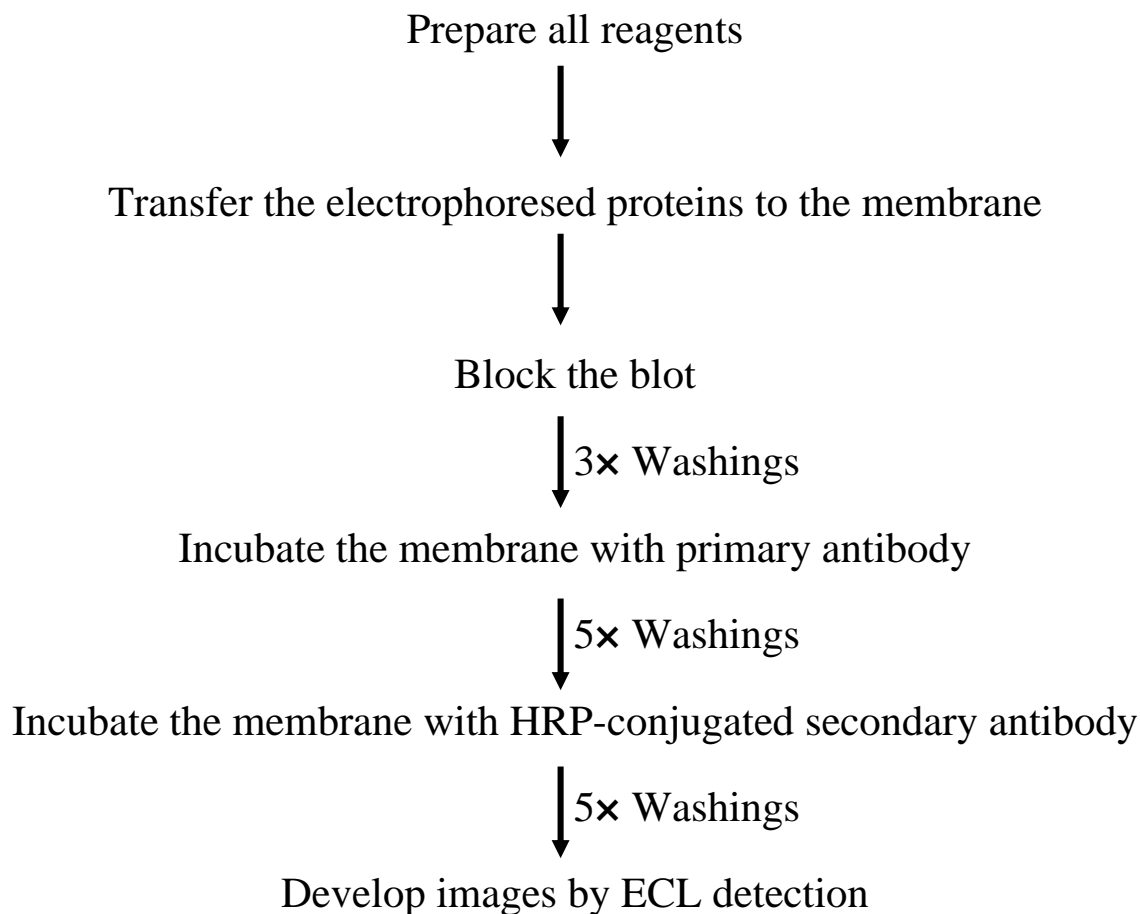 Prepare all reagents
Transfer the electrophoresed proteins to the membrane
Block the blot
3× Washings
Incubate the membrane with primary antibody
5× Washings
Incubate the membrane with HRP-conjugated secondary antibody
5× Washings
Develop images by ECL detection